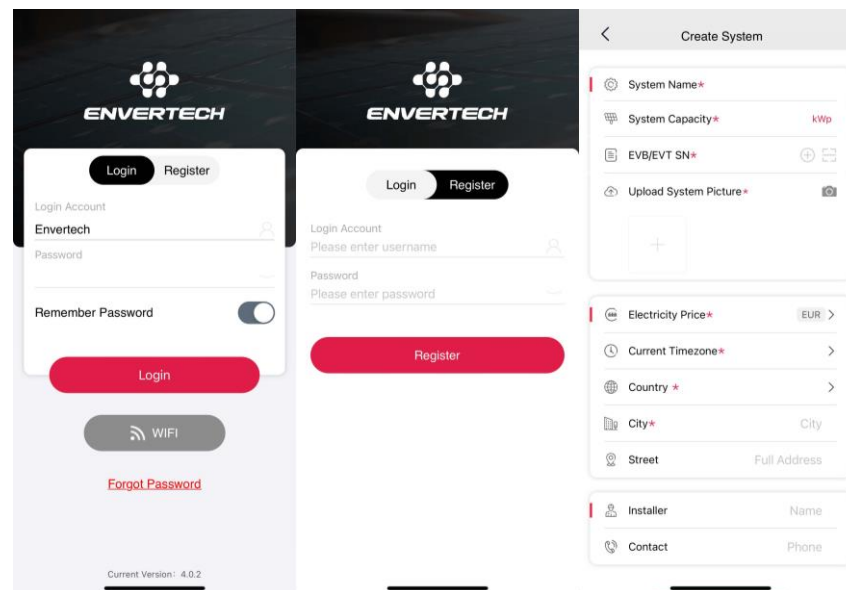 ENVERTECH
Login Register
Login Account
Envertech
Password
Remember Password
Login
WIFI
Forgot Password
Current Version: 4.0.2
ENVERTECH
Login Register
Login Account
Please enter username
Password
Please enter password
Register
Create System
System Name*
System Capacity* kWp
EVB/EVT SN*
Upload System Picture*
Electricity Price* EUR
Current Timezone*
Country *
City* City
Street Full Address
Installer Name
Contact Phone